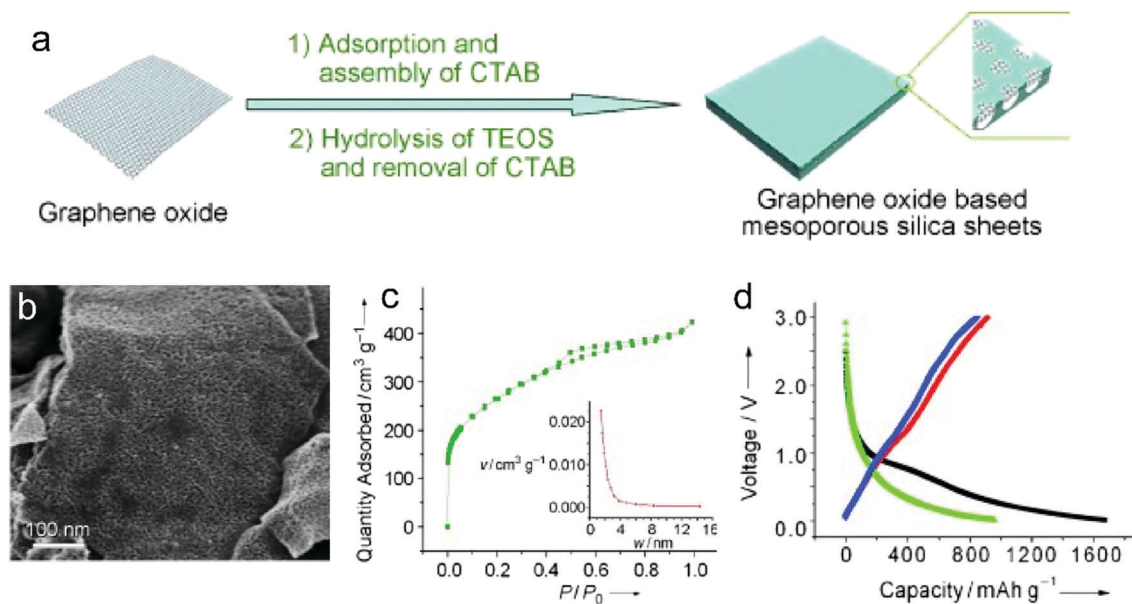 a
1) Adsorption and
assembly of CTAB
2) Hydrolysis of TEOS
and removal of CTAB
Graphene oxide
Graphene oxide based
mesoporous silica sheets
b
100 nm
c
Quantity Adsorbed / cm³ g⁻¹
400
300
200
100
0
0.0 0.2 0.4 0.6 0.8 1.0
P/P₀
v/cm³ g⁻¹
0.020
0.010
0.000
0 4 8 12 16
w/nm
d
Voltage / V
3.0
2.0
1.0
0.0
0 400 800 1200 1600
Capacity / mAh g⁻¹